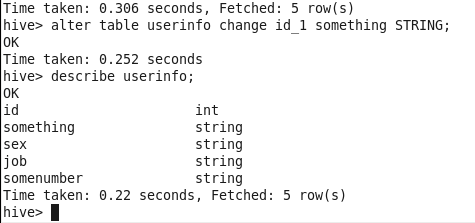 Time taken: 0.306 seconds, Fetched: 5 row(s)
hive> alter table userinfo change id_1 something STRING;
OK
Time taken: 0.252 seconds
hive> describe userinfo;
OK
id                      int
something               string
sex                     string
job                     string
somenumber              string
Time taken: 0.22 seconds, Fetched: 5 row(s)
hive>